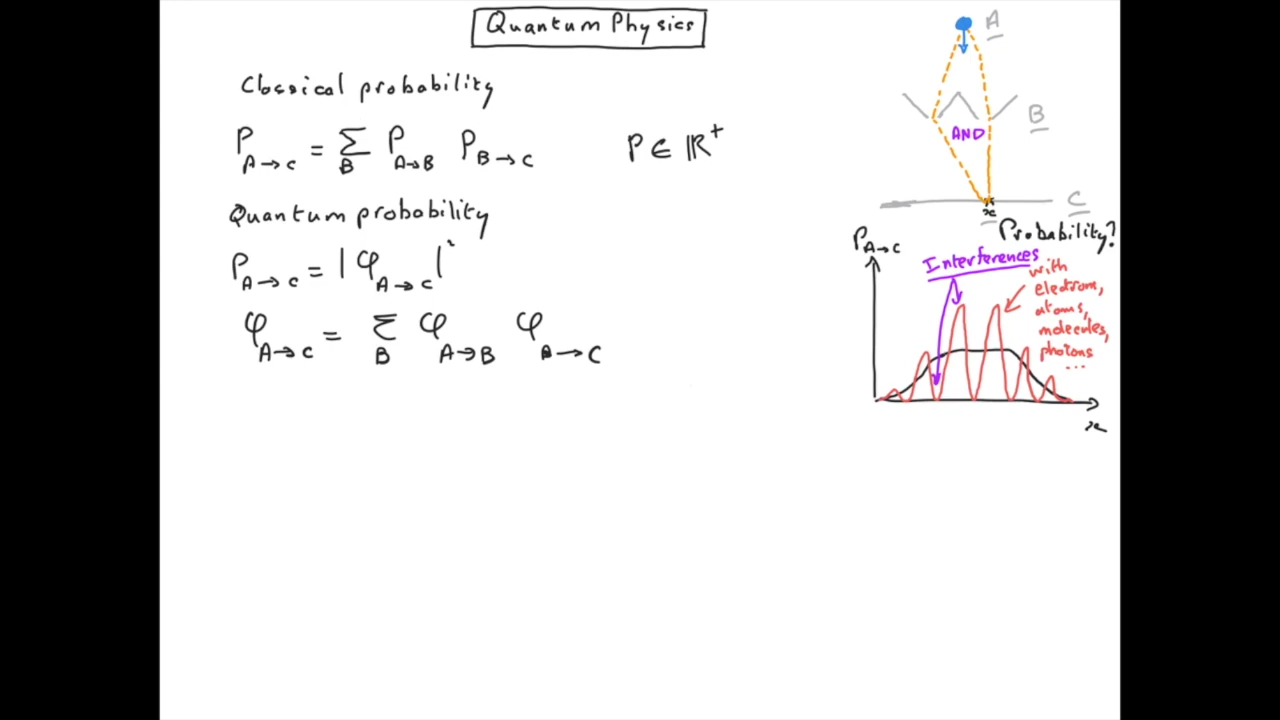 Quantum Physics
Classical probability
P A→C = Σ B P A→B P B→C P ∈ ℝ⁺
Quantum probability
P A→C = | φ A→C |²
φ A→C = Σ B φ A→B φ B→C
A
B
AND
C
x
Probability?
P A→C
Interferences
with
electrons,
atoms,
molecules,
photons
...
x